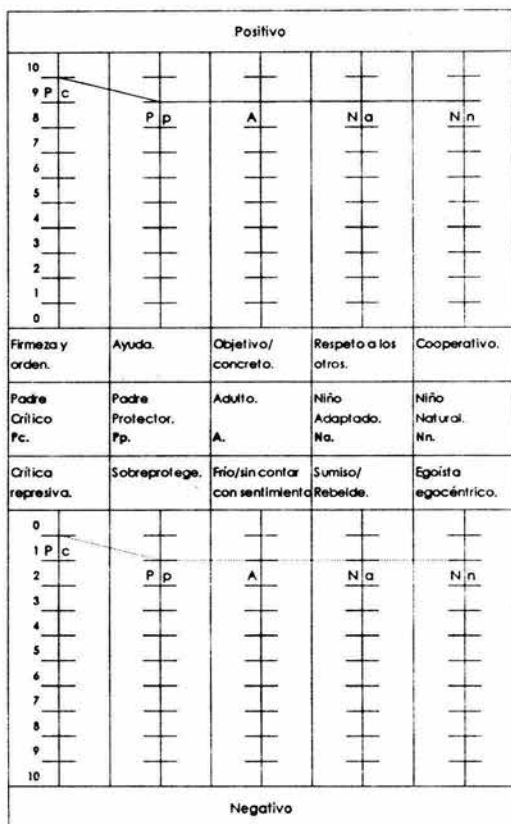 Positivo
10
9 P c
8 P p A N a N n
7
6
5
4
3
2
1
0
Firmeza y orden. Ayuda. Objetivo/ concreto. Respeto a los otros. Cooperativo.
Padre Crítico Pc. Padre Protector. Pp. Adulto. A. Niño Adaptado. Na. Niño Natural. Nn.
Crítica represiva. Sobreprotege. Frío/sin contar con sentimiento Sumiso/ Rebelde. Egoísta egocéntrico.
0
1 P c
2 P p A N a N n
3
4
5
6
7
8
9
10
Negativo